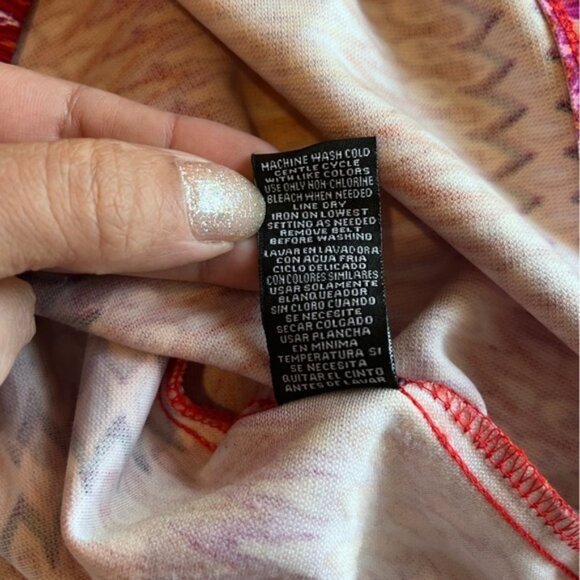 MACHINE WASH COLD
GENTLE CYCLE
WITH LIKE COLORS
USE ONLY NON-CHLORINE
BLEACH WHEN NEEDED
LINE DRY
IRON ON LOWEST
SETTING AS NEEDED
REMOVE BELT
BEFORE WASHING
LAVAR EN LAVADORA
CON AGUA FRIA
CICLO DELICADO
CON COLORES SIMILARES
USAR SOLAMENTE
BLANQUEADOR
SIN CLORO CUANDO
SE NECESITE
SECAR COLGADO
USAR PLANCHA
EN MINIMA
TEMPERATURA SI
SE NECESITA
QUITAR EL CINTO
ANTES DE LAVAR